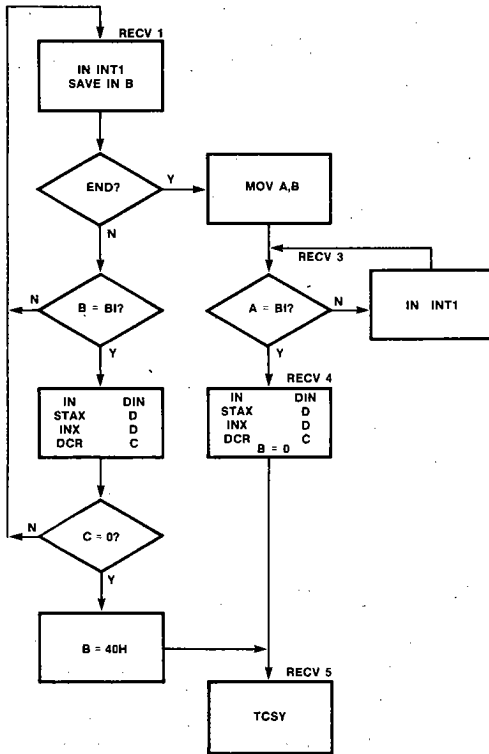 RECV 1
IN INT1
SAVE IN B
END?
Y
MOV A,B
N
RECV 3
B = BI?
N
A = BI?
N
IN INT1
Y
Y
RECV 4
IN DIN
STAX D
INX D
DCR C
IN DIN
STAX D
INX D
DCR C
B = 0
N
C = 0?
Y
B = 40H
RECV 5
TCSY